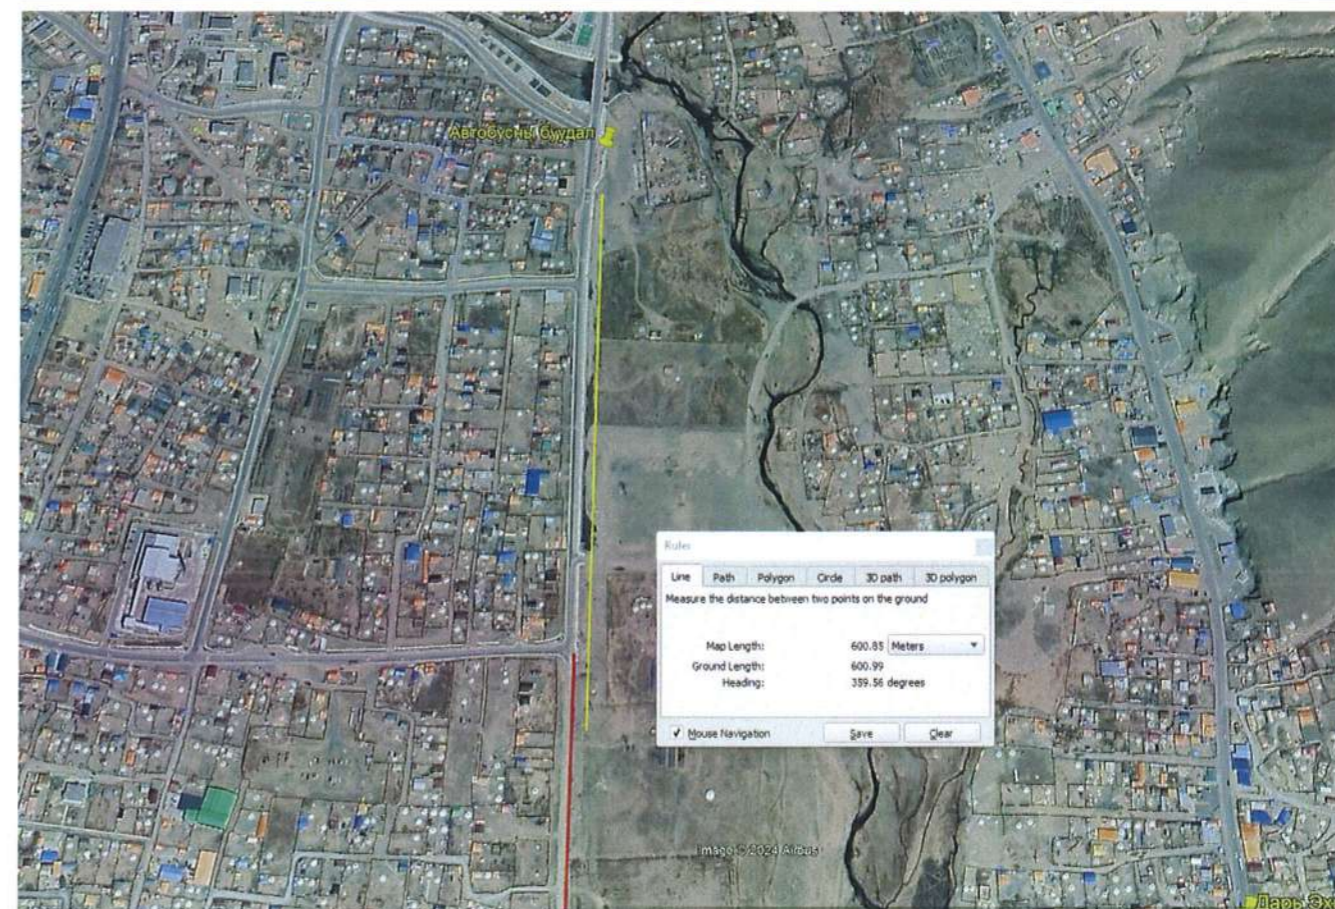 Автобусны буудал
Ruler
Line Path Polygon Circle 3D path 3D polygon
Measure the distance between two points on the ground
Map Length: 600.85 Meters
Ground Length: 600.99
Heading: 359.56 degrees
Mouse Navigation Save Clear
Image © 2024 Airbus
Дарь Эх